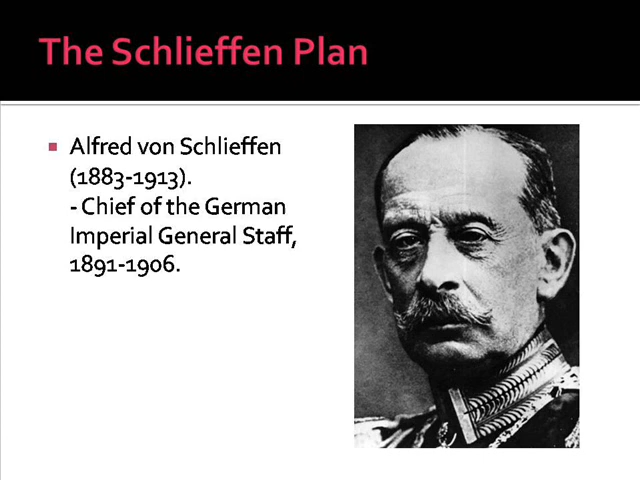 The Schlieffen Plan
Alfred von Schlieffen
(1883-1913).
- Chief of the German
Imperial General Staff,
1891-1906.